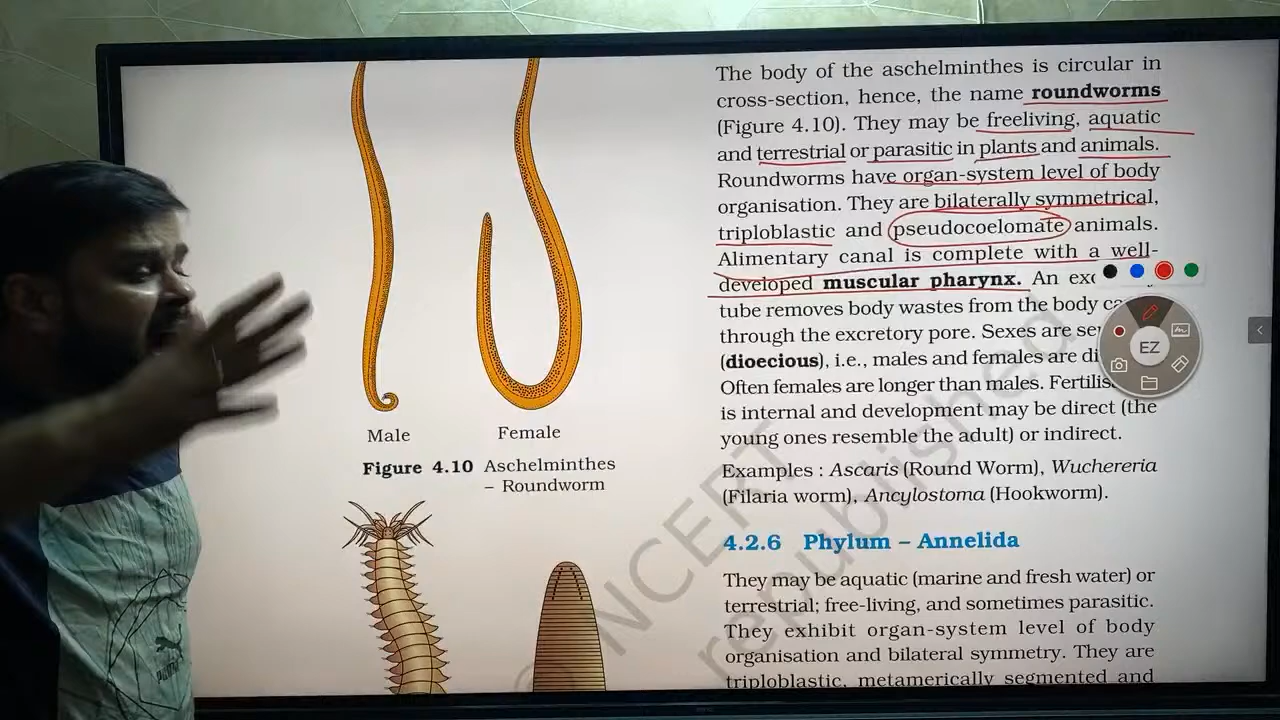 The body of the aschelminthes is circular in
cross-section, hence, the name roundworms
(Figure 4.10). They may be freeliving, aquatic
and terrestrial or parasitic in plants and animals.
Roundworms have organ-system level of body
organisation. They are bilaterally symmetrical,
triploblastic and pseudocoelomate animals.
Alimentary canal is complete with a well-
developed muscular pharynx. An
tube removes body wastes from the body
through the excretory pore. Sexes are
(dioecious), i.e., males and females are
Often females are longer than males.
is internal and development may be direct (the
young ones resemble the adult) or indirect.
Examples : Ascaris (Round Worm), Wuchereria
(Filaria worm), Ancylostoma (Hookworm).
4.2.6 Phylum – Annelida
They may be aquatic (marine and fresh water) or
terrestrial; free-living, and sometimes parasitic.
They exhibit organ-system level of body
organisation and bilateral symmetry. They are
triploblastic, metamerically segmented and
Male
Female
Figure 4.10 Aschelminthes
– Roundworm
EZ
© NCERT
republished
PUMA